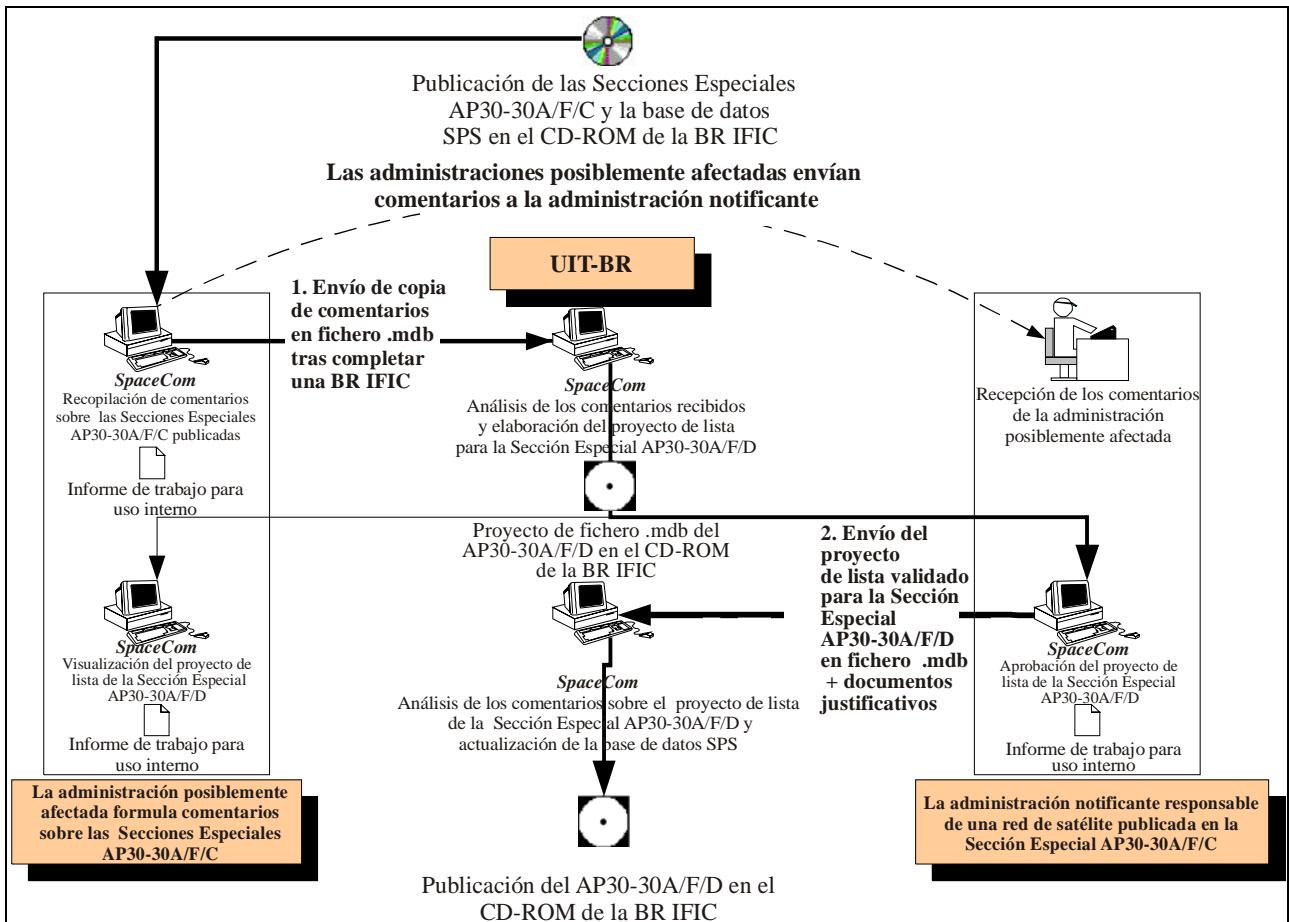 Publicación de las Secciones Especiales
AP30-30A/F/C y la base de datos
SPS en el CD-ROM de la BR IFIC
Las administraciones posiblemente afectadas envían
comentarios a la administración notificante
UIT-BR
1. Envío de copia
de comentarios
en fichero .mdb
tras completar
una BR IFIC
SpaceCom
Recopilación de comentarios
sobre las Secciones Especiales
AP30-30A/F/C publicadas
Informe de trabajo para
uso interno
SpaceCom
Análisis de los comentarios recibidos
y elaboración del proyecto de lista
para la Sección Especial AP30-30A/F/D
Recepción de los comentarios
de la administración
posiblemente afectada
Proyecto de fichero .mdb del
AP30-30A/F/D en el CD-ROM
de la BR IFIC
2. Envío del
proyecto
de lista validado
para la Sección
Especial
AP30-30A/F/D
en fichero .mdb
+ documentos
justificativos
SpaceCom
Visualización del proyecto de
lista de la Sección Especial
AP30-30A/F/D
Informe de trabajo para
uso interno
SpaceCom
Análisis de los comentarios sobre el proyecto de lista
de la Sección Especial AP30-30A/F/D y
actualización de la base de datos SPS
SpaceCom
Aprobación del proyecto de
lista de la Sección Especial
AP30-30A/F/D
Informe de trabajo para
uso interno
La administración posiblemente
afectada formula comentarios
sobre las Secciones Especiales
AP30-30A/F/C
La administración notificante responsable
de una red de satélite publicada en la
Sección Especial AP30-30A/F/C
Publicación del AP30-30A/F/D en el
CD-ROM de la BR IFIC